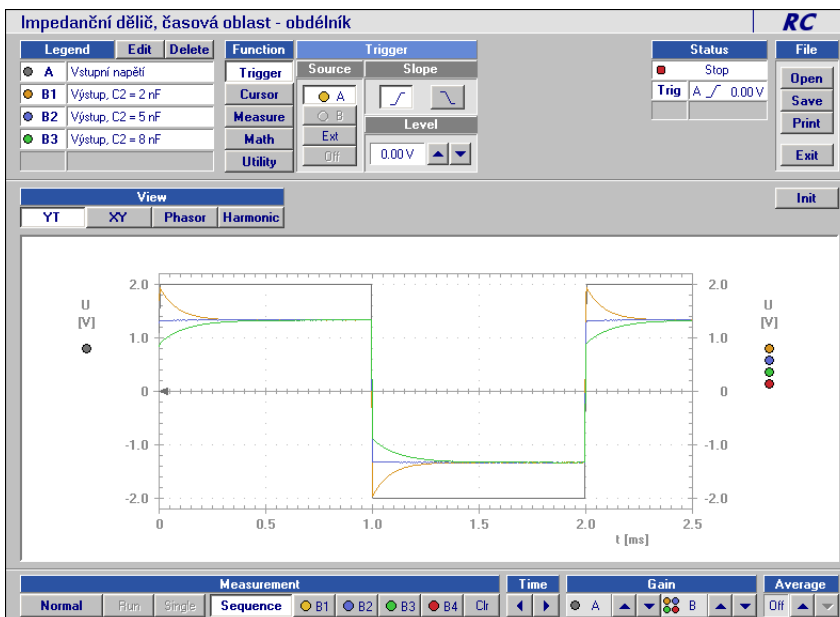 Impedanční dělič, časová oblast - obdélník
RC
Legend Edit Delete
A Vstupní napětí
B1 Výstup, C2 = 2 nF
B2 Výstup, C2 = 5 nF
B3 Výstup, C2 = 8 nF
Function
Trigger
Cursor
Measure
Math
Utility
Trigger
Source Slope
A
B
Ext
Off
Level
0.00 V
Status
Stop
Trig A 0.00 V
File
Open
Save
Print
Exit
View
YT XY Phasor Harmonic
Init
U
[V]
2.0
1.0
0
-1.0
-2.0
0 0.5 1.0 1.5 2.0 2.5
t [ms]
2.0
1.0
0
-1.0
-2.0
U
[V]
Measurement
Normal Run Single Sequence B1 B2 B3 B4 Clr
Time
Gain
A B
Average
Off